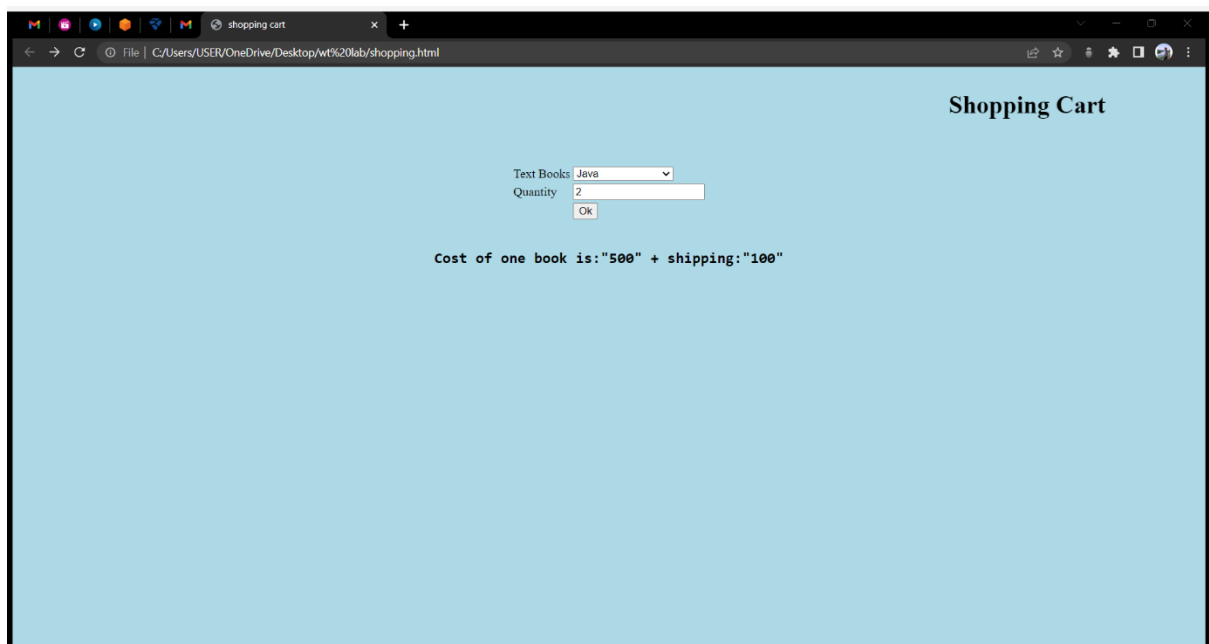 shopping cart
File | C:/Users/USER/OneDrive/Desktop/wt%20lab/shopping.html
Shopping Cart
Text Books Java
Quantity 2
Ok
Cost of one book is:"500" + shipping:"100"